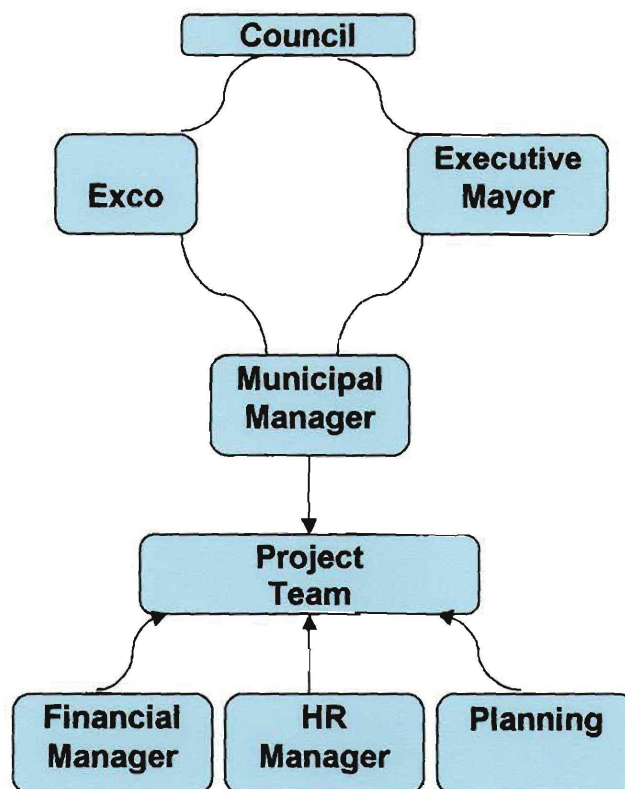 Council
Exco
Executive
Mayor
Municipal
Manager
Project
Team
Financial
Manager
HR
Manager
Planning